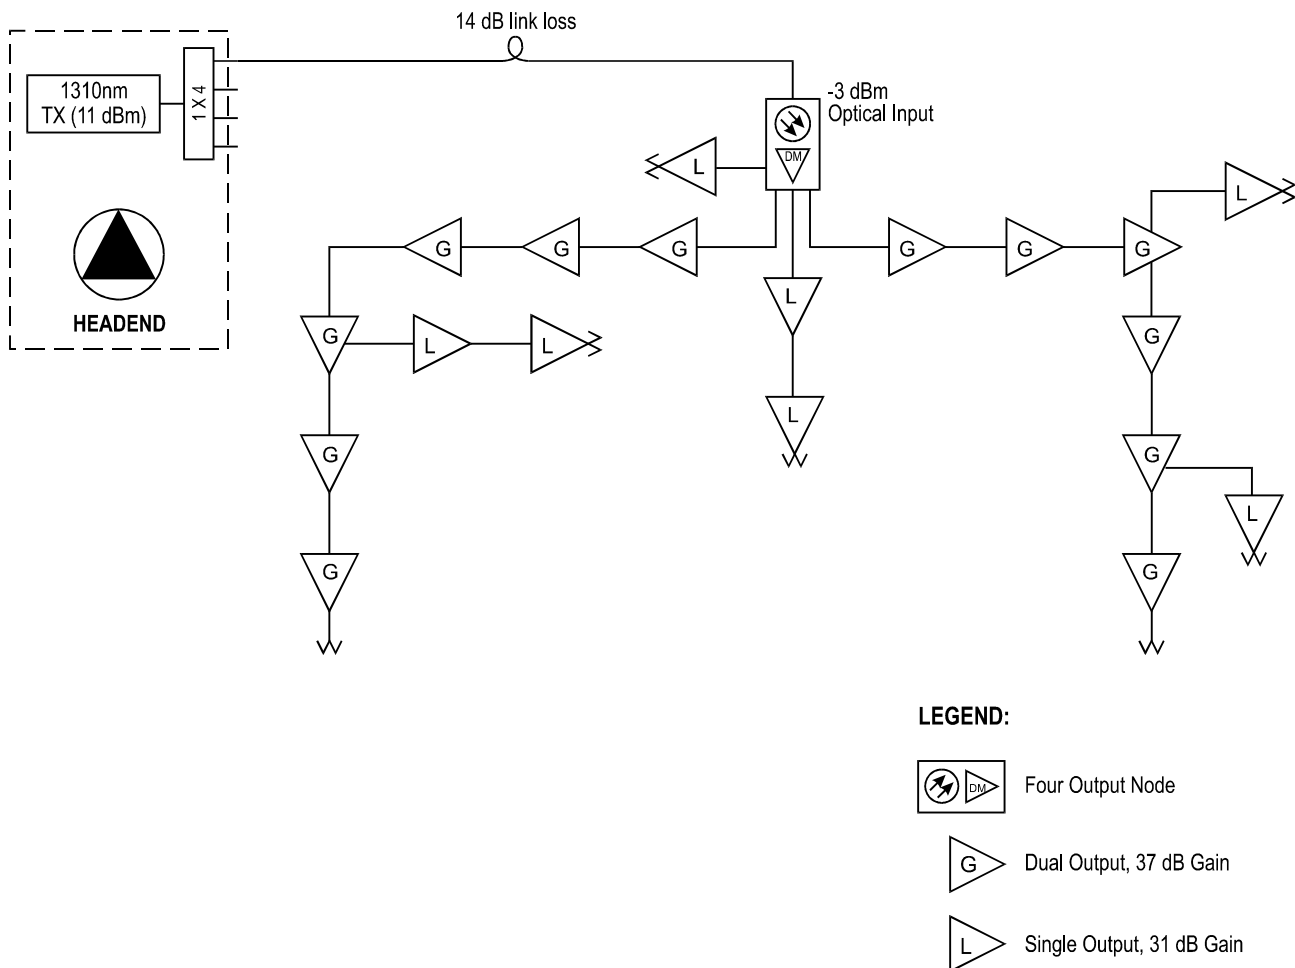 14 dB link loss
1310nm
TX (11 dBm)
1 X 4
-3 dBm
Optical Input
DM
L
L
G
G
G
G
G
G
HEADEND
L
G
L
L
G
L
G
G
L
G
G
LEGEND:
DM
Four Output Node
G
Dual Output, 37 dB Gain
L
Single Output, 31 dB Gain